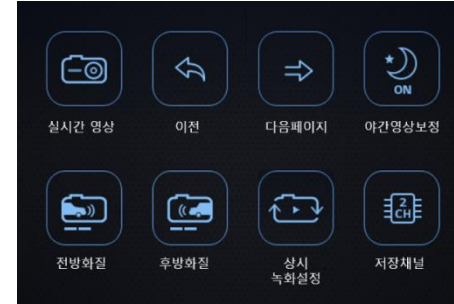 ON
실시간 영상
이전
다음페이지
야간영상보정
2
CH
전방화질
후방화질
상시
녹화설정
저장채널